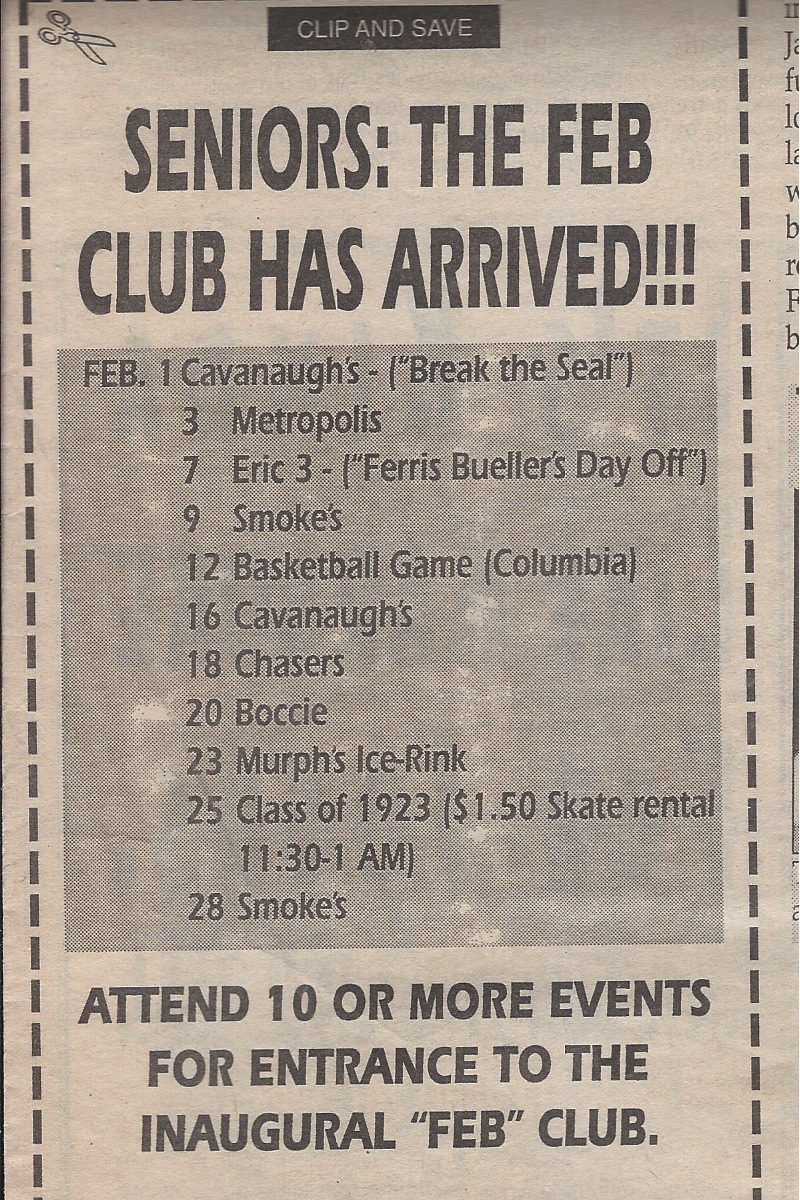 CLIP AND SAVE
SENIORS: THE FEB
CLUB HAS ARRIVED!!!
FEB. 1 Cavanaugh's - ("Break the Seal")
3 Metropolis
7 Eric 3 - ("Ferris Bueller's Day Off")
9 Smoke's
12 Basketball Game (Columbia)
16 Cavanaugh's
18 Chasers
20 Boccie
23 Murph's Ice-Rink
25 Class of 1923 ($1.50 Skate rental
11:30-1 AM)
28 Smoke's
ATTEND 10 OR MORE EVENTS
FOR ENTRANCE TO THE
INAUGURAL "FEB" CLUB.